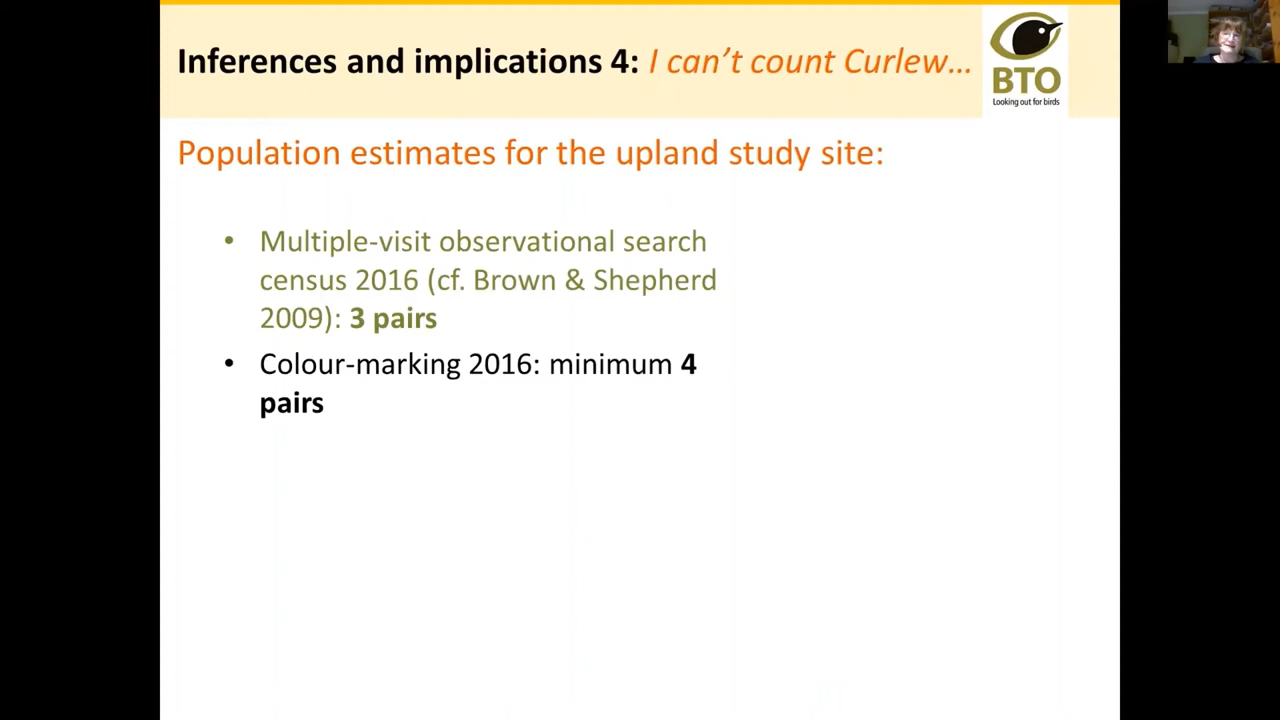 Inferences and implications 4: I can't count Curlew...
BTO
Looking out for birds
Population estimates for the upland study site:
• Multiple-visit observational search
census 2016 (cf. Brown & Shepherd
2009): 3 pairs
• Colour-marking 2016: minimum 4
pairs